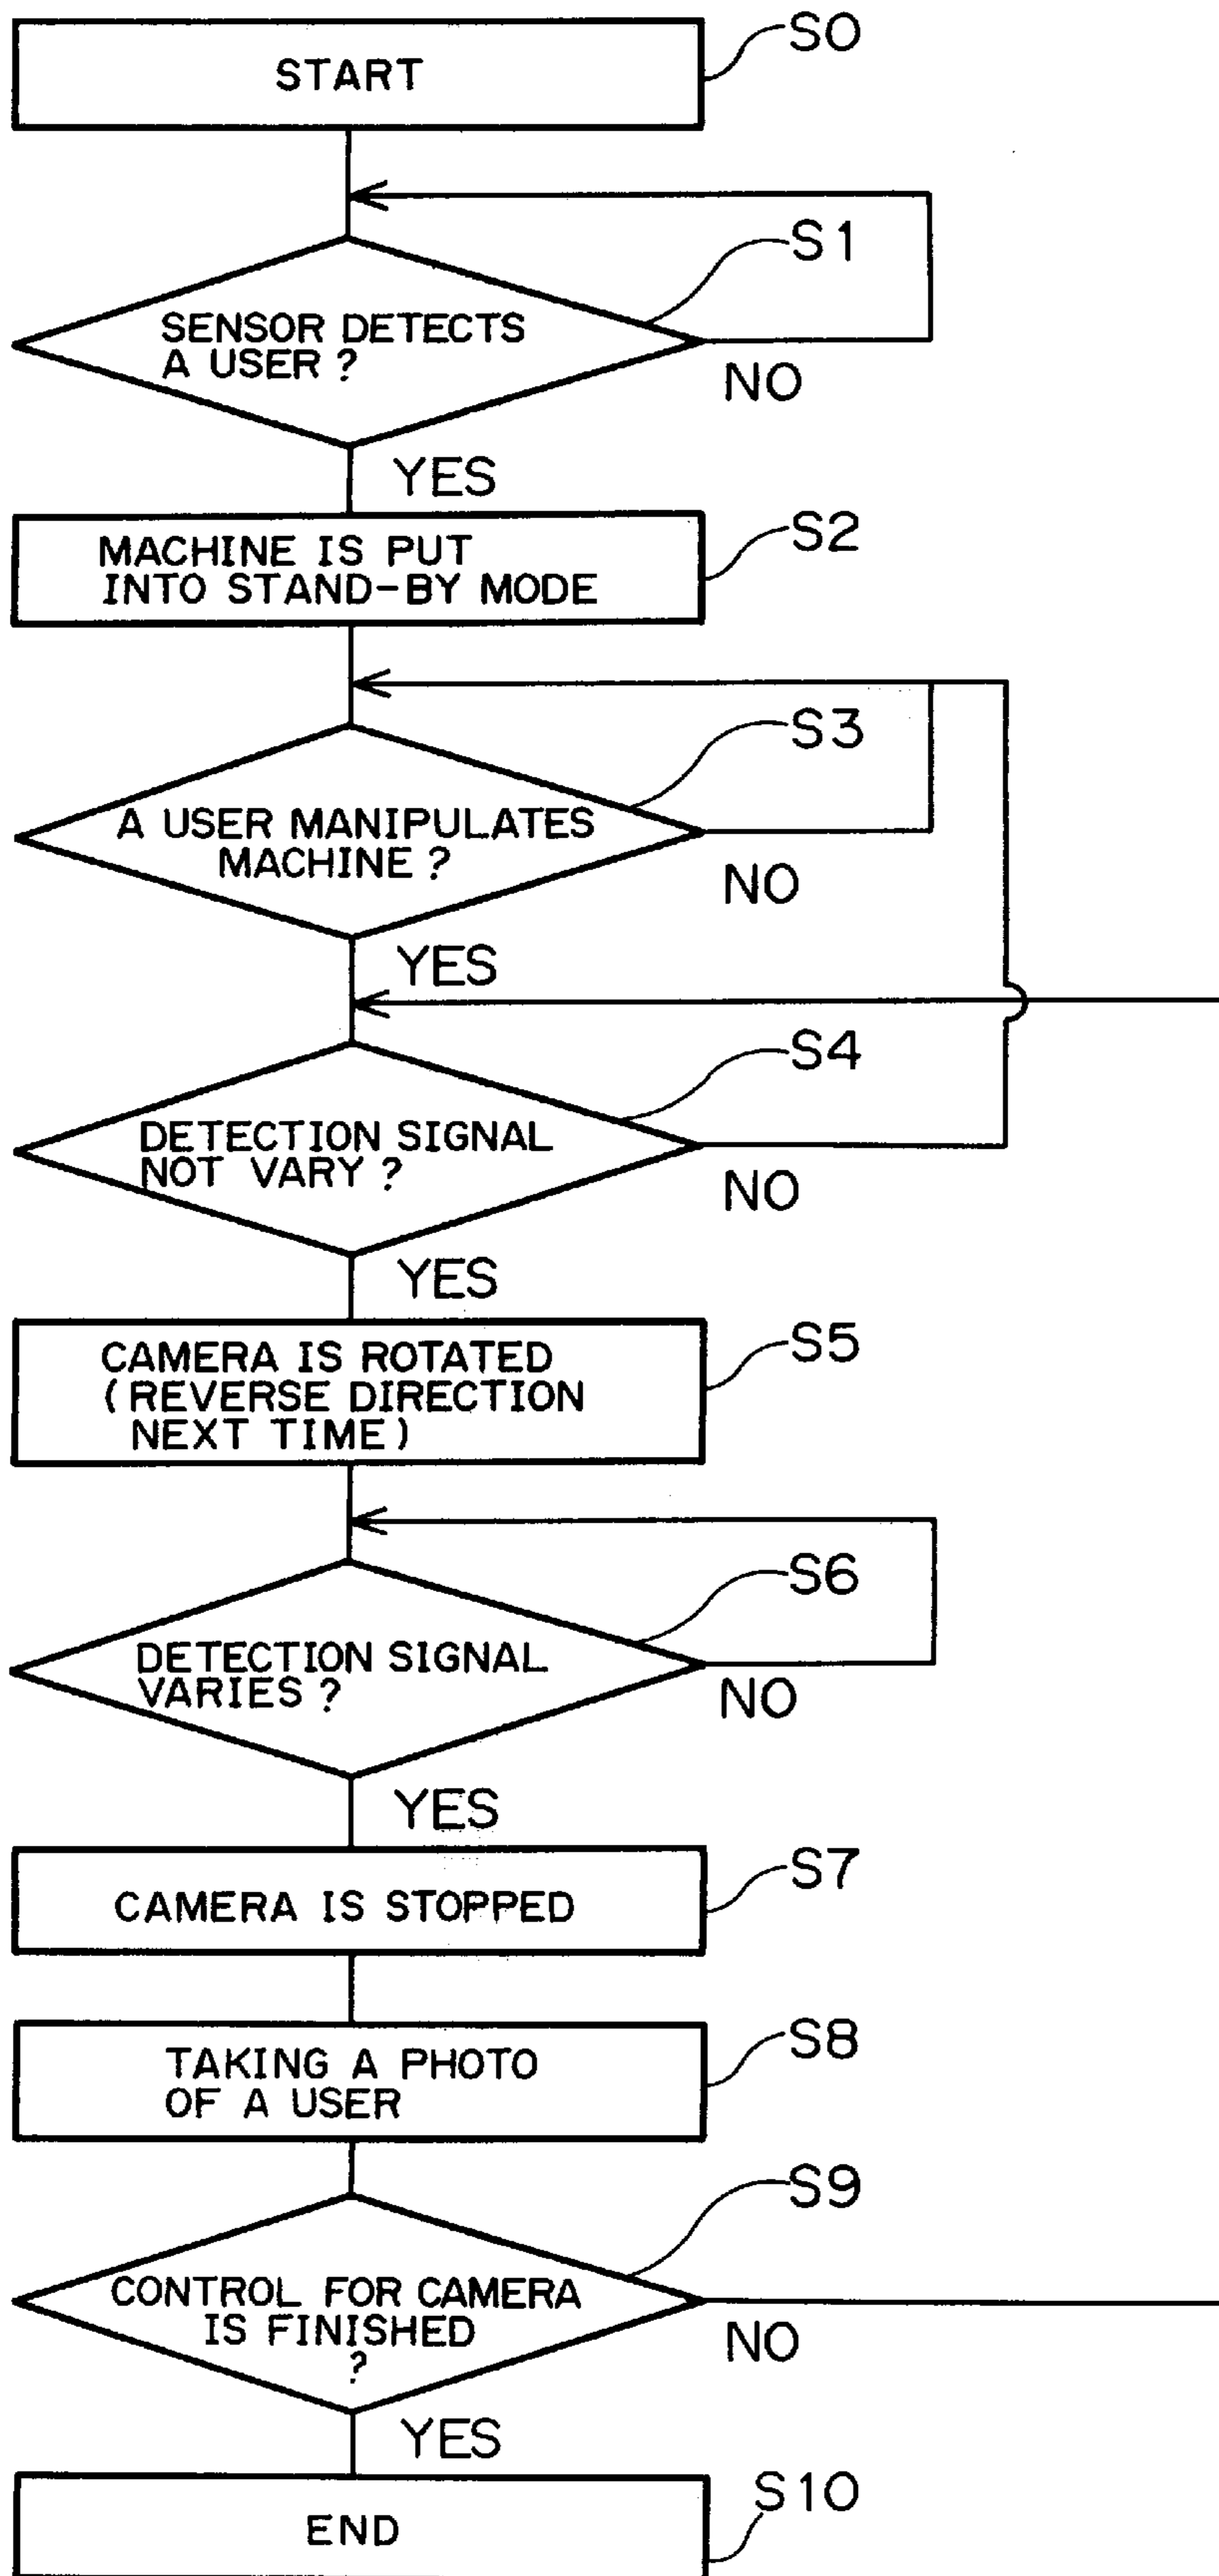 START
S0
S1
SENSOR DETECTS
A USER ?
NO
YES
MACHINE IS PUT
INTO STAND-BY MODE
S2
S3
A USER MANIPULATES
MACHINE ?
NO
YES
S4
DETECTION SIGNAL
NOT VARY ?
NO
YES
CAMERA IS ROTATED
(REVERSE DIRECTION
NEXT TIME)
S5
S6
DETECTION SIGNAL
VARIES ?
NO
YES
CAMERA IS STOPPED
S7
TAKING A PHOTO
OF A USER
S8
S9
CONTROL FOR CAMERA
IS FINISHED
?
NO
YES
END
S10